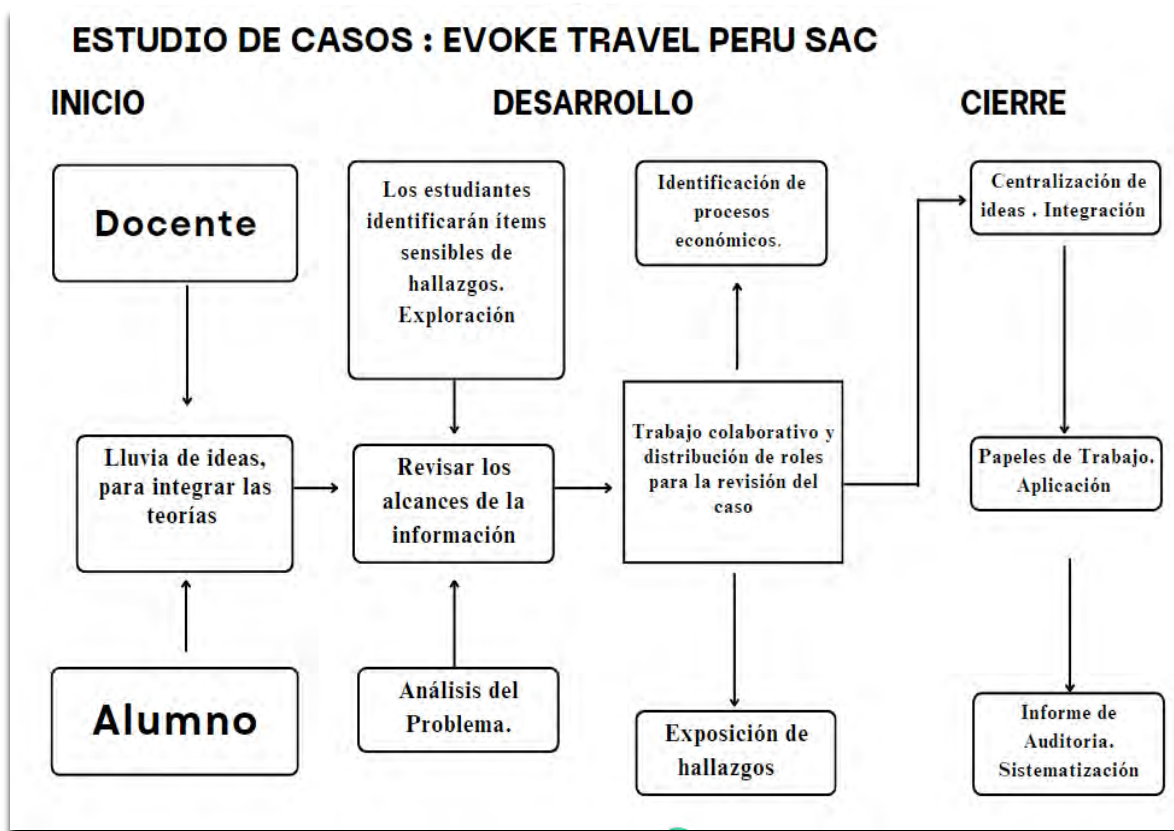 ESTUDIO DE CASOS : EVOKE TRAVEL PERU SAC
INICIO
DESARROLLO
CIERRE
Docente
Lluvia de ideas,
para integrar las
teorías
Alumno
Los estudiantes
identificarán ítems
sensibles de
hallazgos.
Exploración
Revisar los
alcances de la
información
Análisis del
Problema.
Identificación de
procesos
económicos.
Trabajo colaborativo y
distribución de roles
para la revisión del
caso
Exposición de
hallazgos
Centralización de
ideas . Integración
Papeles de Trabajo.
Aplicación
Informe de
Auditoria.
Sistematización